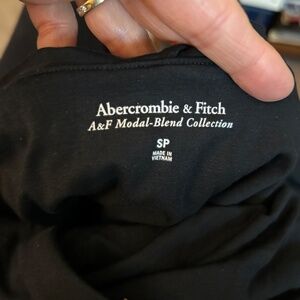 Abercrombie & Fitch
A&F Modal-Blend Collection
SP
MADE IN
VIETNAM